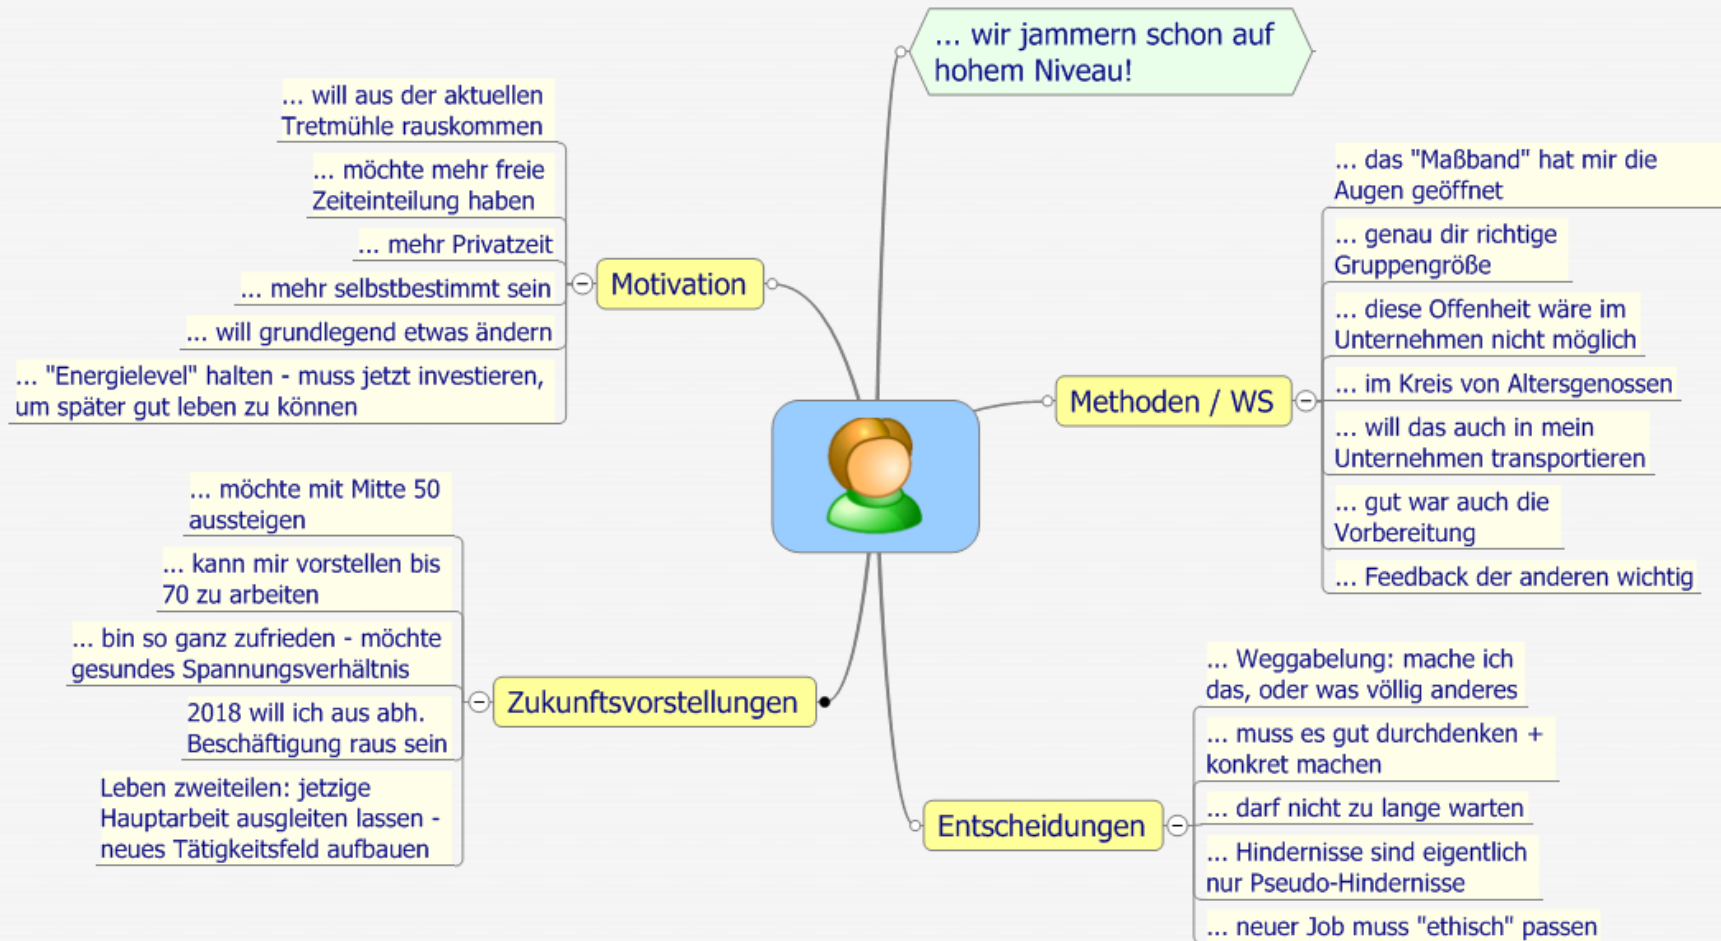 ... wir jammern schon auf
hohem Niveau!
Motivation
... will aus der aktuellen
Tretmühle rauskommen
... möchte mehr freie
Zeiteinteilung haben
... mehr Privatzeit
... mehr selbstbestimmt sein
... will grundlegend etwas ändern
... "Energielevel" halten - muss jetzt investieren,
um später gut leben zu können
Methoden / WS
... das "Maßband" hat mir die
Augen geöffnet
... genau dir richtige
Gruppengröße
... diese Offenheit wäre im
Unternehmen nicht möglich
... im Kreis von Altersgenossen
... will das auch in mein
Unternehmen transportieren
... gut war auch die
Vorbereitung
... Feedback der anderen wichtig
Zukunftsvorstellungen
... möchte mit Mitte 50
aussteigen
... kann mir vorstellen bis
70 zu arbeiten
... bin so ganz zufrieden - möchte
gesundes Spannungsverhältnis
2018 will ich aus abh.
Beschäftigung raus sein
Leben zweiteilen: jetzige
Hauptarbeit ausgleiten lassen -
neues Tätigkeitsfeld aufbauen
Entscheidungen
... Weggabelung: mache ich
das, oder was völlig anderes
... muss es gut durchdenken +
konkret machen
... darf nicht zu lange warten
... Hindernisse sind eigentlich
nur Pseudo-Hindernisse
... neuer Job muss "ethisch" passen